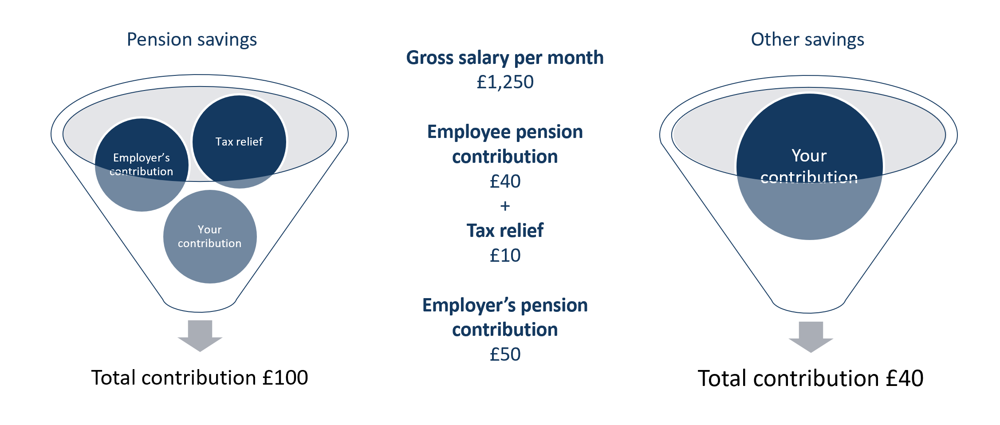 Pension savings
Employer’s
contribution
Tax relief
Your
contribution
Total contribution £100
Gross salary per month
£1,250
Employee pension
contribution
£40
+
Tax relief
£10
Employer’s pension
contribution
£50
Other savings
Your
contribution
Total contribution £40